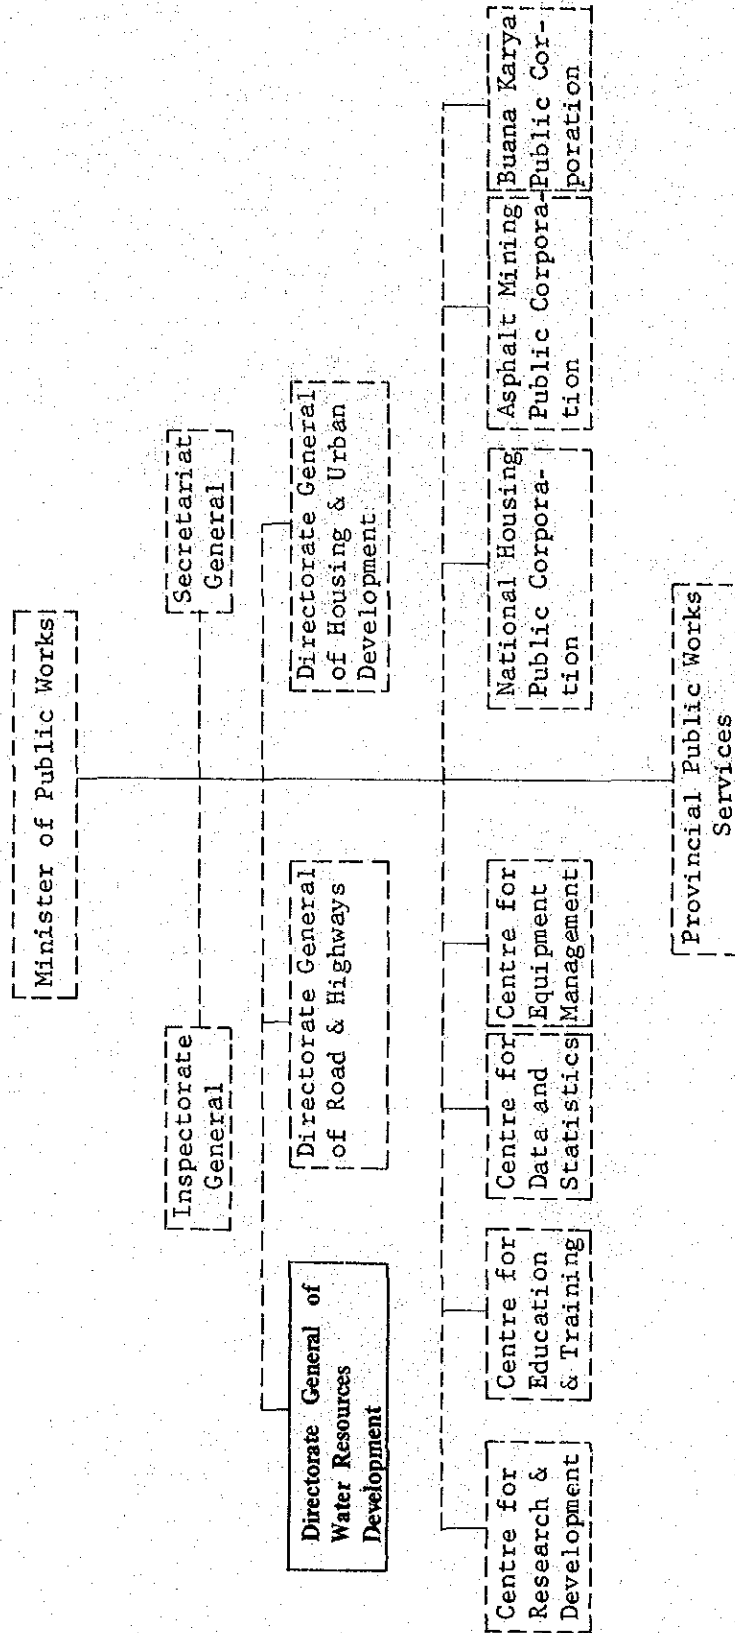 Minister of Public Works
Inspectorate
General
Secretariat
General
Directorate General of
Water Resources
Development
Directorate General
of Road & Highways
Directorate General
of Housing & Urban
Development
Centre for
Research &
Development
Centre for
Education
& Training
Centre for
Data and
Statistics
Centre for
Equipment
Management
National Housing
Public Corpora-
tion
Asphalt Mining
Public Corpora-
tion
Buana Karya
Public Cor-
poration
Provincial Public Works
Services